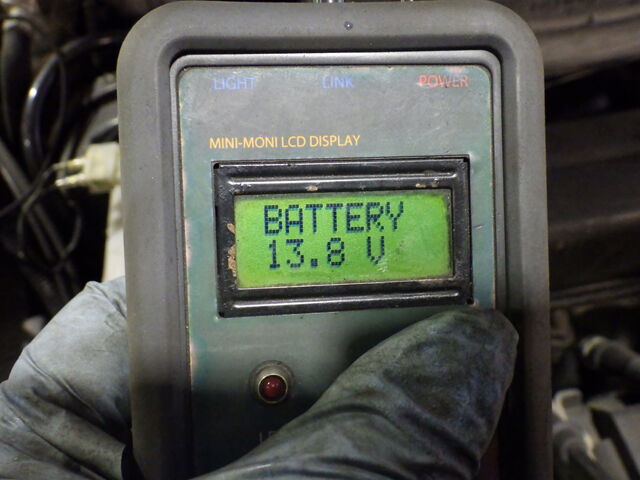 LIGHT LINK POWER
MINI-MONI LCD DISPLAY
BATTERY
13.8 V